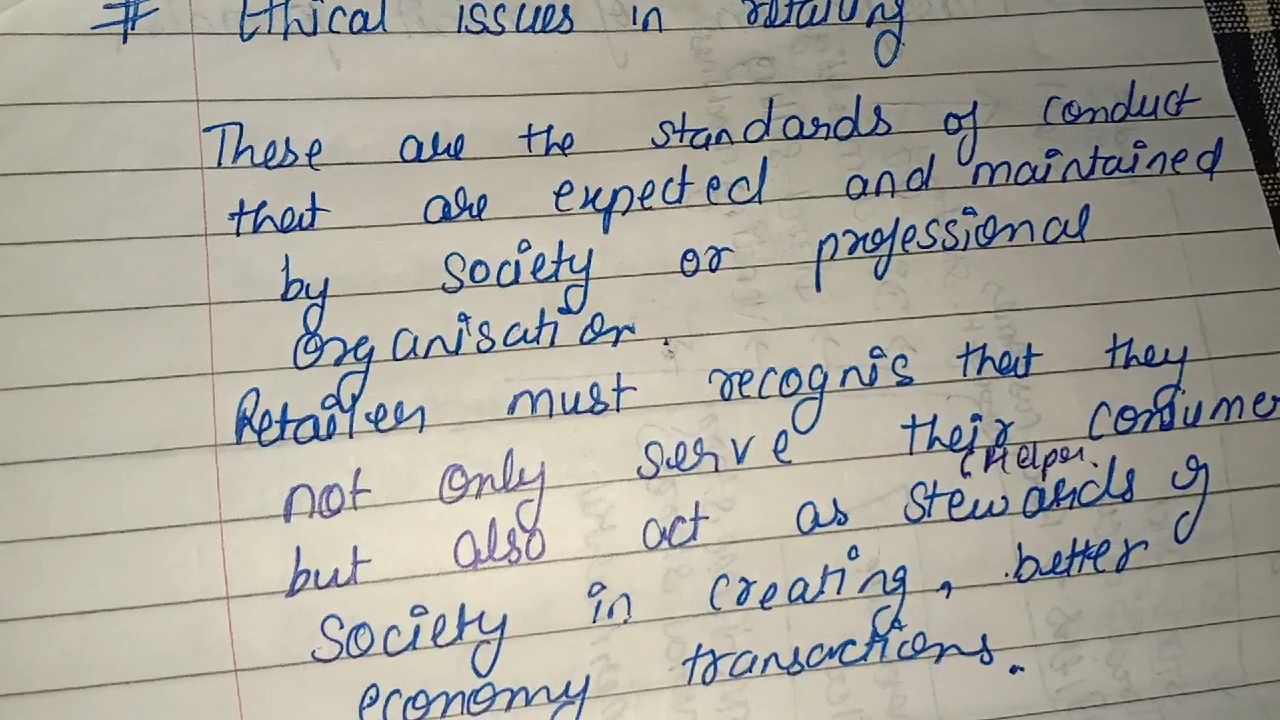 # Ethical issues in retailing
These are the standards of conduct
that are expected and maintained
by society or professional
Organisation.
Retailers must recognis that they
not only serve their consumer
(Helper.
but also act as stewards of
Society in creating, better
economy transactions.